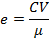 e = CV / μ